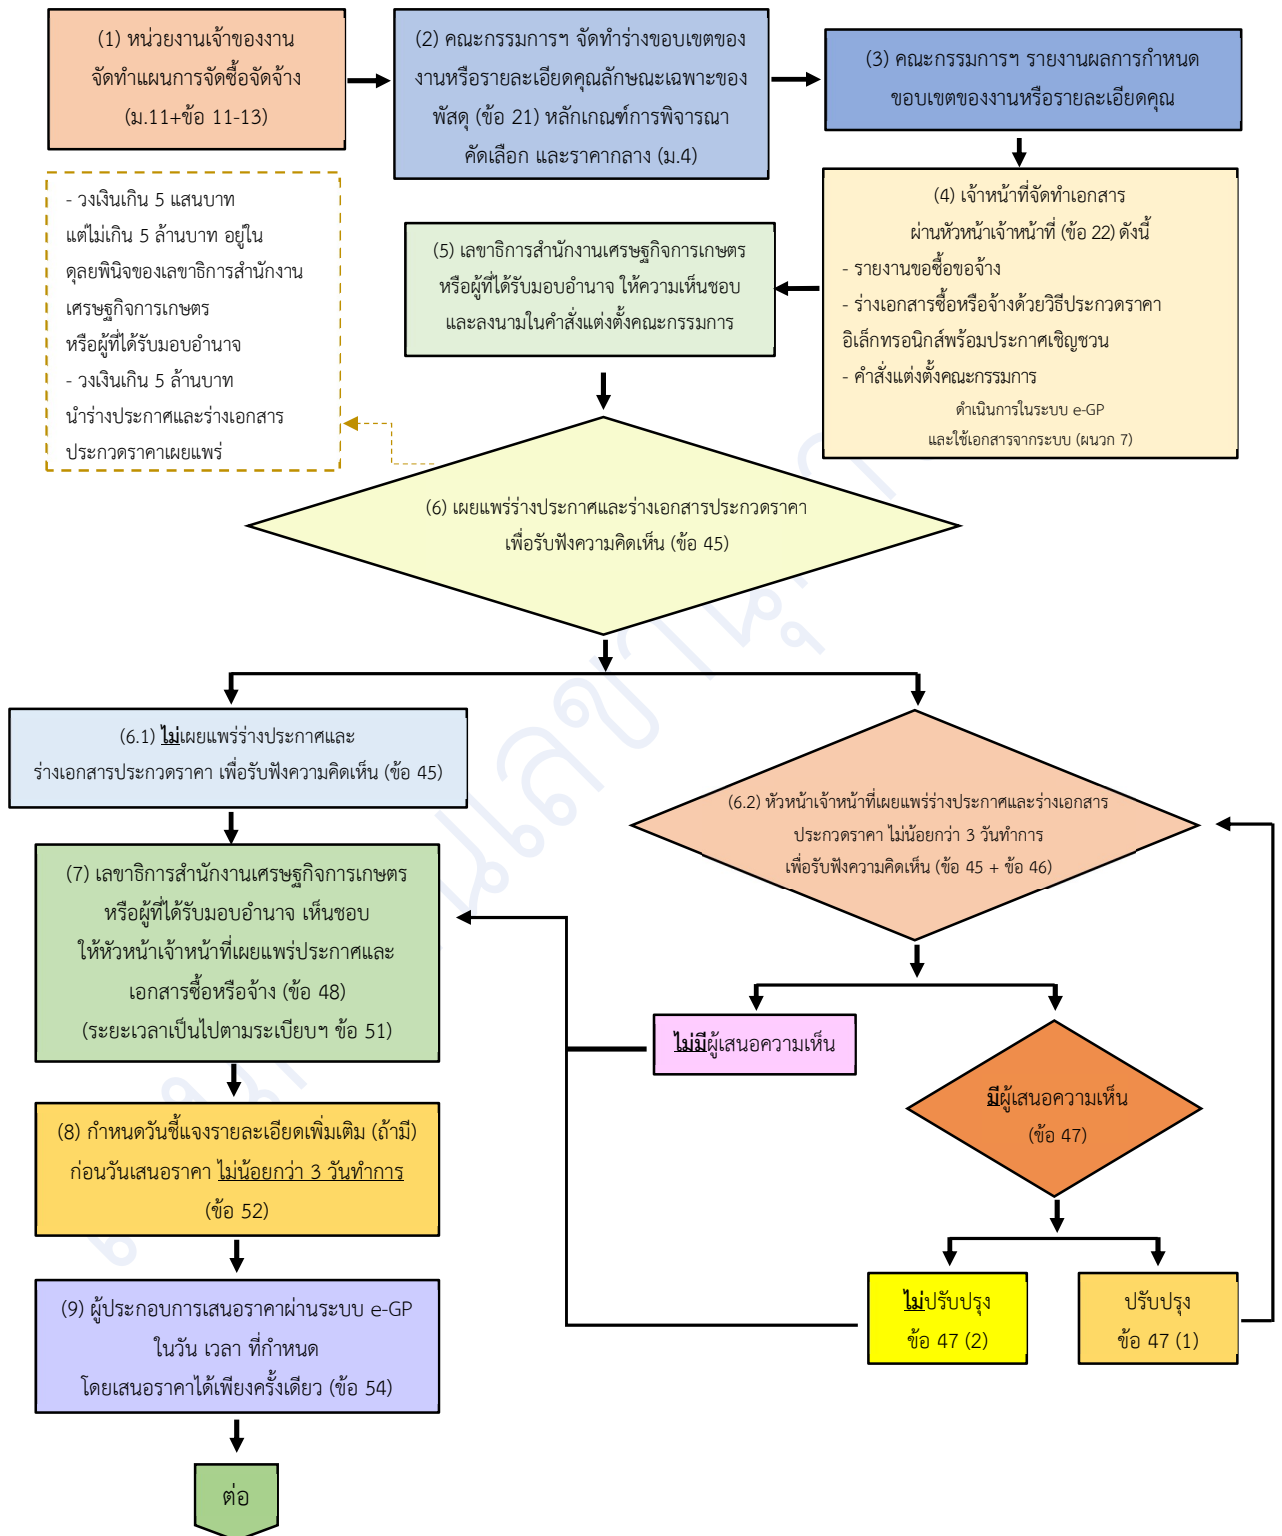 (1) หน่วยงานเจ้าของงาน
จัดทำแผนการจัดซื้อจัดจ้าง
(ม.11+ข้อ 11-13)
(2) คณะกรรมการฯ จัดทำร่างขอบเขตของ
งานหรือรายละเอียดคุณลักษณะเฉพาะของ
พัสดุ (ข้อ 21) หลักเกณฑ์การพิจารณา
คัดเลือก และราคากลาง (ม.4)
(3) คณะกรรมการฯ รายงานผลการกำหนด
ขอบเขตของงานหรือรายละเอียดคุณ
(4) เจ้าหน้าที่จัดทำเอกสาร
ผ่านหัวหน้าเจ้าหน้าที่ (ข้อ 22) ดังนี้
- รายงานขอซื้อขอจ้าง
- ร่างเอกสารซื้อหรือจ้างด้วยวิธีประกวดราคา
อิเล็กทรอนิกส์พร้อมประกาศเชิญชวน
- คำสั่งแต่งตั้งคณะกรรมการ
ดำเนินการในระบบ e-GP
และใช้เอกสารจากระบบ (ผนวก 7)
(5) เลขาธิการสำนักงานเศรษฐกิจการเกษตร
หรือผู้ที่ได้รับมอบอำนาจ ให้ความเห็นชอบ
และลงนามในคำสั่งแต่งตั้งคณะกรรมการ
- วงเงินเกิน 5 แสนบาท
แต่ไม่เกิน 5 ล้านบาท อยู่ใน
ดุลยพินิจของเลขาธิการสำนักงาน
เศรษฐกิจการเกษตร
หรือผู้ที่ได้รับมอบอำนาจ
- วงเงินเกิน 5 ล้านบาท
นำร่างประกาศและร่างเอกสาร
ประกวดราคาเผยแพร่
(6) เผยแพร่ร่างประกาศและร่างเอกสารประกวดราคา
เพื่อรับฟังความคิดเห็น (ข้อ 45)
(6.1) ไม่เผยแพร่ร่างประกาศและ
ร่างเอกสารประกวดราคา เพื่อรับฟังความคิดเห็น (ข้อ 45)
(6.2) หัวหน้าเจ้าหน้าที่เผยแพร่ร่างประกาศและร่างเอกสาร
ประกวดราคา ไม่น้อยกว่า 3 วันทำการ
เพื่อรับฟังความคิดเห็น (ข้อ 45 + ข้อ 46)
(7) เลขาธิการสำนักงานเศรษฐกิจการเกษตร
หรือผู้ที่ได้รับมอบอำนาจ เห็นชอบ
ให้หัวหน้าเจ้าหน้าที่เผยแพร่ประกาศและ
เอกสารซื้อหรือจ้าง (ข้อ 48)
(ระยะเวลาเป็นไปตามระเบียบฯ ข้อ 51)
ไม่มีผู้เสนอความเห็น
มีผู้เสนอความเห็น
(ข้อ 47)
(8) กำหนดวันชี้แจงรายละเอียดเพิ่มเติม (ถ้ามี)
ก่อนวันเสนอราคา ไม่น้อยกว่า 3 วันทำการ
(ข้อ 52)
ไม่ปรับปรุง
ข้อ 47 (2)
ปรับปรุง
ข้อ 47 (1)
(9) ผู้ประกอบการเสนอราคาผ่านระบบ e-GP
ในวัน เวลา ที่กำหนด
โดยเสนอราคาได้เพียงครั้งเดียว (ข้อ 54)
ต่อ